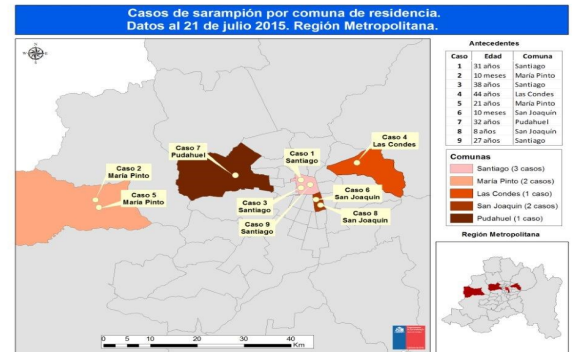 Casos de sarampión por comuna de residencia.
Datos al 21 de julio 2015. Región Metropolitana.
Antecedentes
Caso Edad Comuna
1 31 años Santiago
2 10 meses María Pinto
3 38 años Santiago
4 44 años Las Condes
5 21 años María Pinto
6 10 meses San Joaquin
7 32 años Pudahuel
8 8 años San Joaquin
9 27 años Santiago
Comunas
Santiago (3 casos)
María Pinto (2 casos)
Las Condes (1 caso)
San Joaquin (2 casos)
Pudahuel (1 caso)
Región Metropolitana
Caso 4
Las Condes
Caso 7
Pudahuel
Caso 1
Santiago
Caso 2
María Pinto
Caso 5
María Pinto
Caso 3
Santiago
Caso 6
San Joaquin
Caso 9
Santiago
Caso 8
San Joaquin
0 5 10 20 30 40
Km